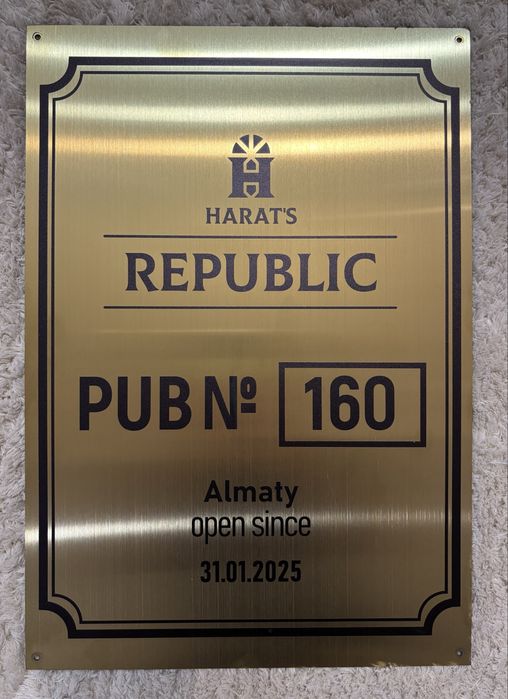 HARAT'S
REPUBLIC
PUB № 160
Almaty
open since
31.01.2025